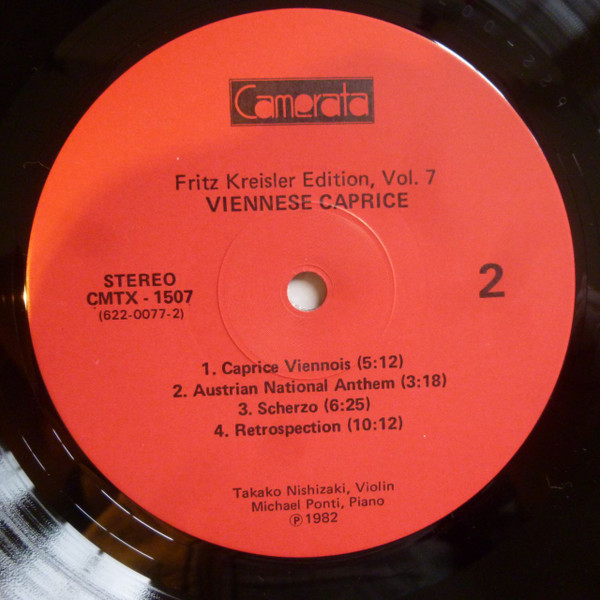 Camerata
Fritz Kreisler Edition, Vol. 7
VIENNESE CAPRICE
STEREO
CMTX - 1507
(622-0077-2)
2
1. Caprice Viennois (5:12)
2. Austrian National Anthem (3:18)
3. Scherzo (6:25)
4. Retrospection (10:12)
Takako Nishizaki, Violin
Michael Ponti, Piano
℗1982